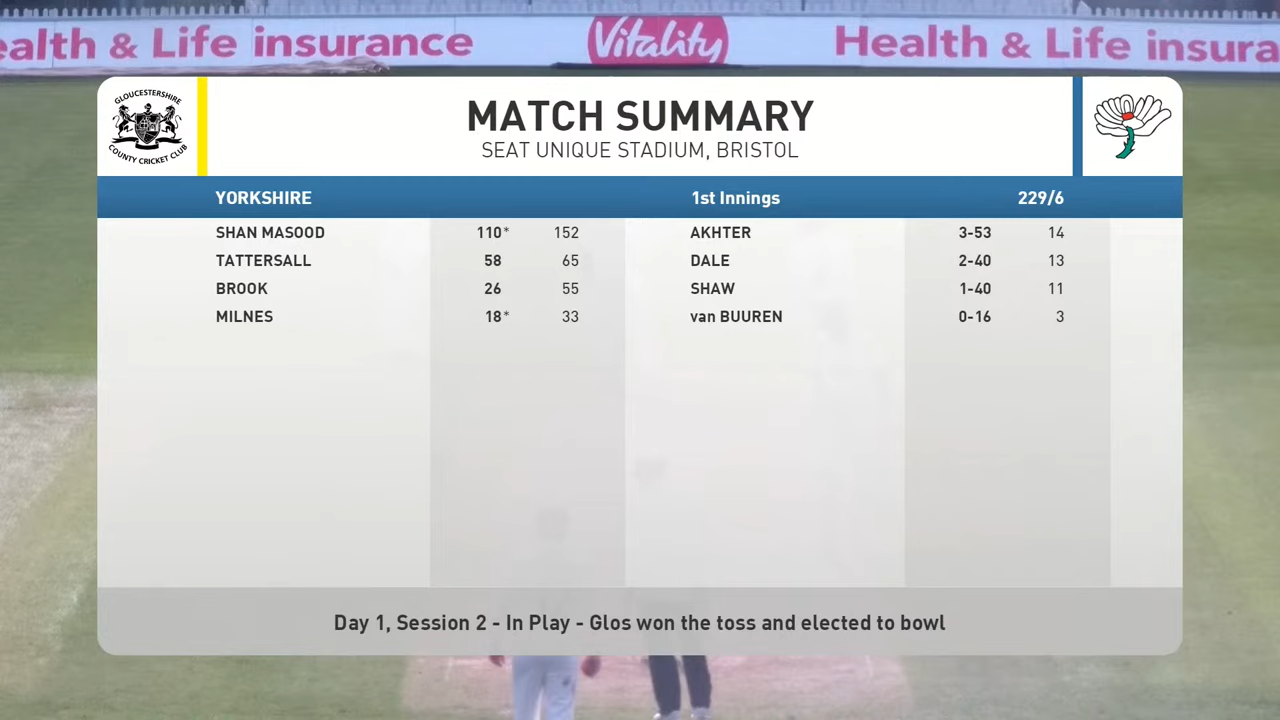 ealth & Life insurance Vitality Health & Life insura
GLOUCESTERSHIRE
COUNTY CRICKET CLUB
MATCH SUMMARY
SEAT UNIQUE STADIUM, BRISTOL
YORKSHIRE 1st Innings 229/6
SHAN MASOOD 110* 152 AKHTER 3-53 14
TATTERSALL 58 65 DALE 2-40 13
BROOK 26 55 SHAW 1-40 11
MILNES 18* 33 van BUUREN 0-16 3
Day 1, Session 2 - In Play - Glos won the toss and elected to bowl